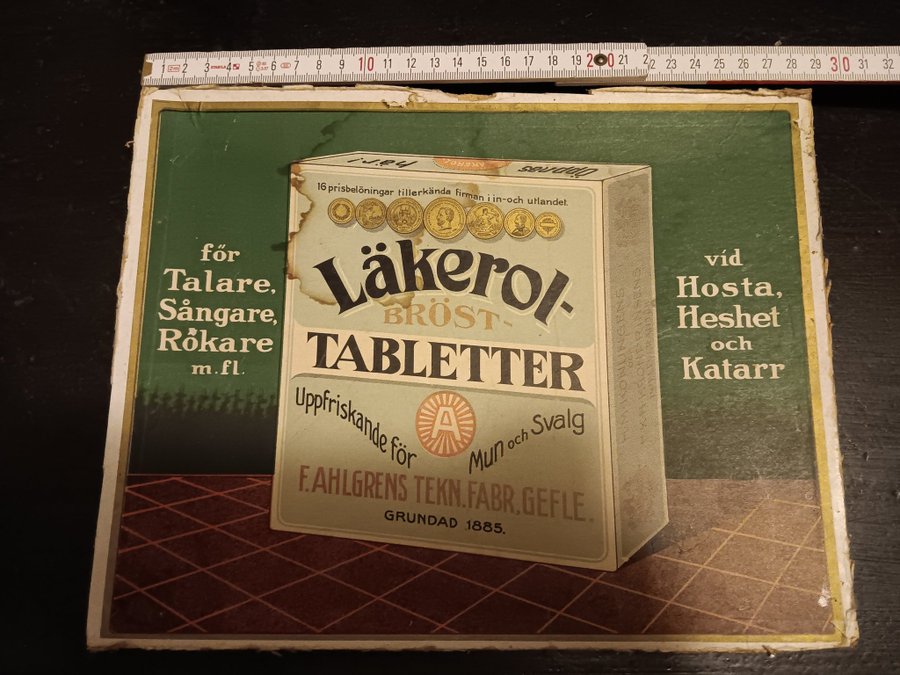 1 2 3 4 5 6 7 8 9 10 11 12 13 14 15 16 17 18 19 20 21 22 23 24 25 26 27 28 29 30 31 32
Öppnas här!
16 prisbelöningar tillerkända firman i in-och utlandet.
Läkerol-
BRÖST-
TABLETTER
Uppfriskande för
A
Mun och Svalg
F. AHLGRENS TEKN. FABR, GEFLE.
GRUNDAD 1885.
för
Talare,
Sångare,
Rökare
m.fl.
vid
Hosta,
Heshet
och
Katarr